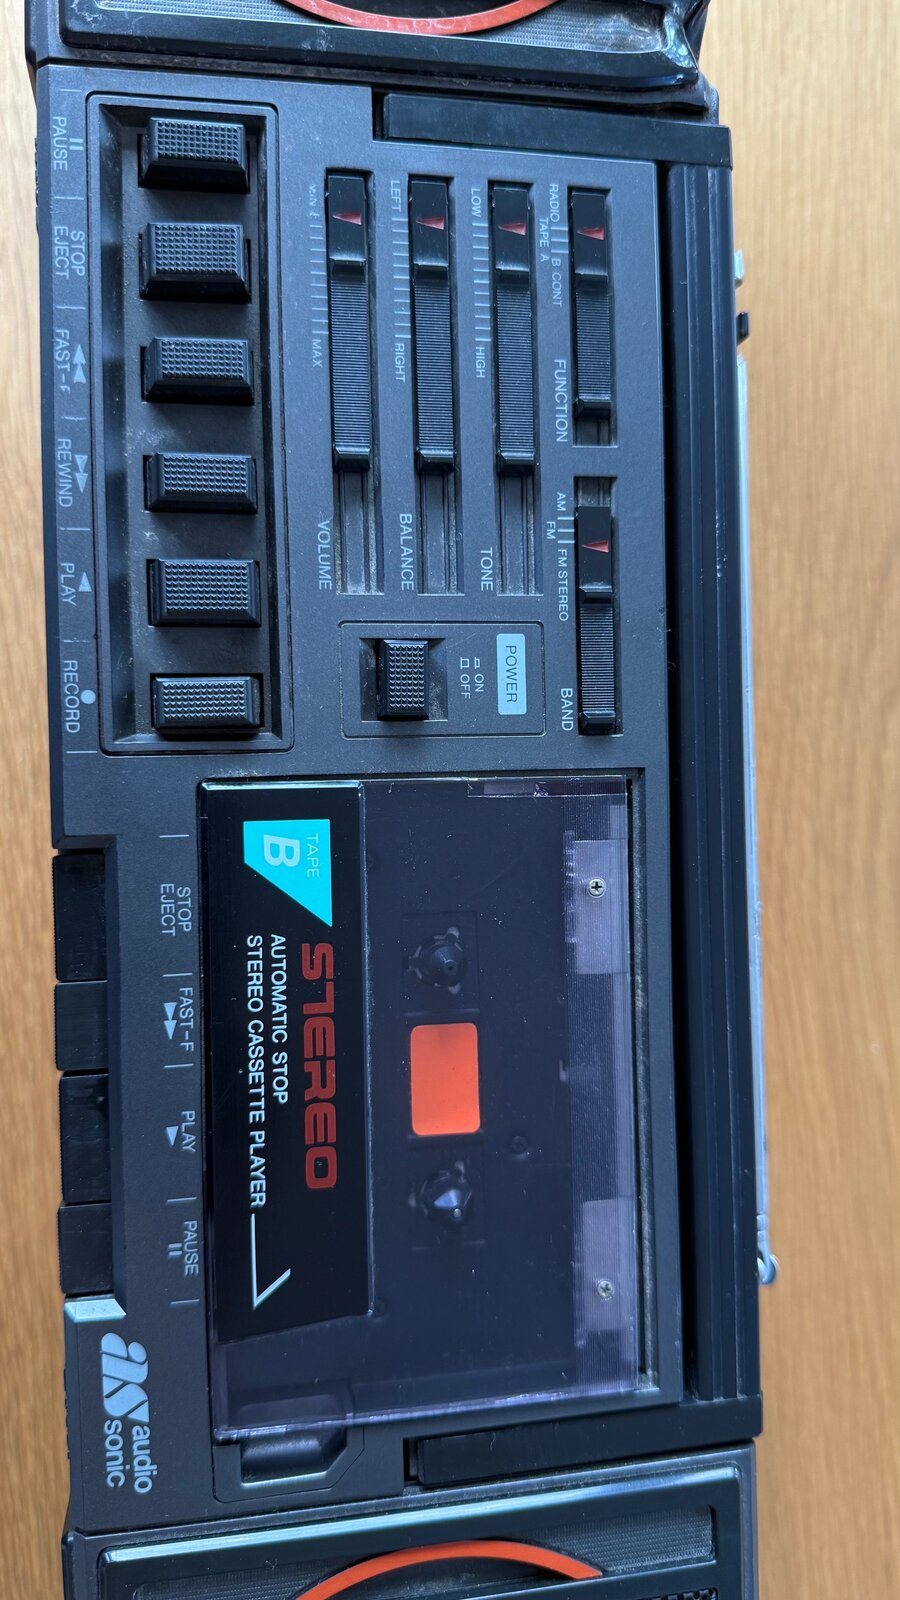 RADIO B CONT
TAPE A
FUNCTION
AM FM STEREO
FM
BAND
LOW HIGH
TONE
LEFT RIGHT
BALANCE
MIN MAX
VOLUME
POWER
ON
OFF
TAPE
B
STEREO
AUTOMATIC STOP
STEREO CASSETTE PLAYER
PAUSE
STOP
EJECT
FAST-F
REWIND
PLAY
RECORD
STOP
EJECT
FAST-F
PLAY
PAUSE
as audio
sonic